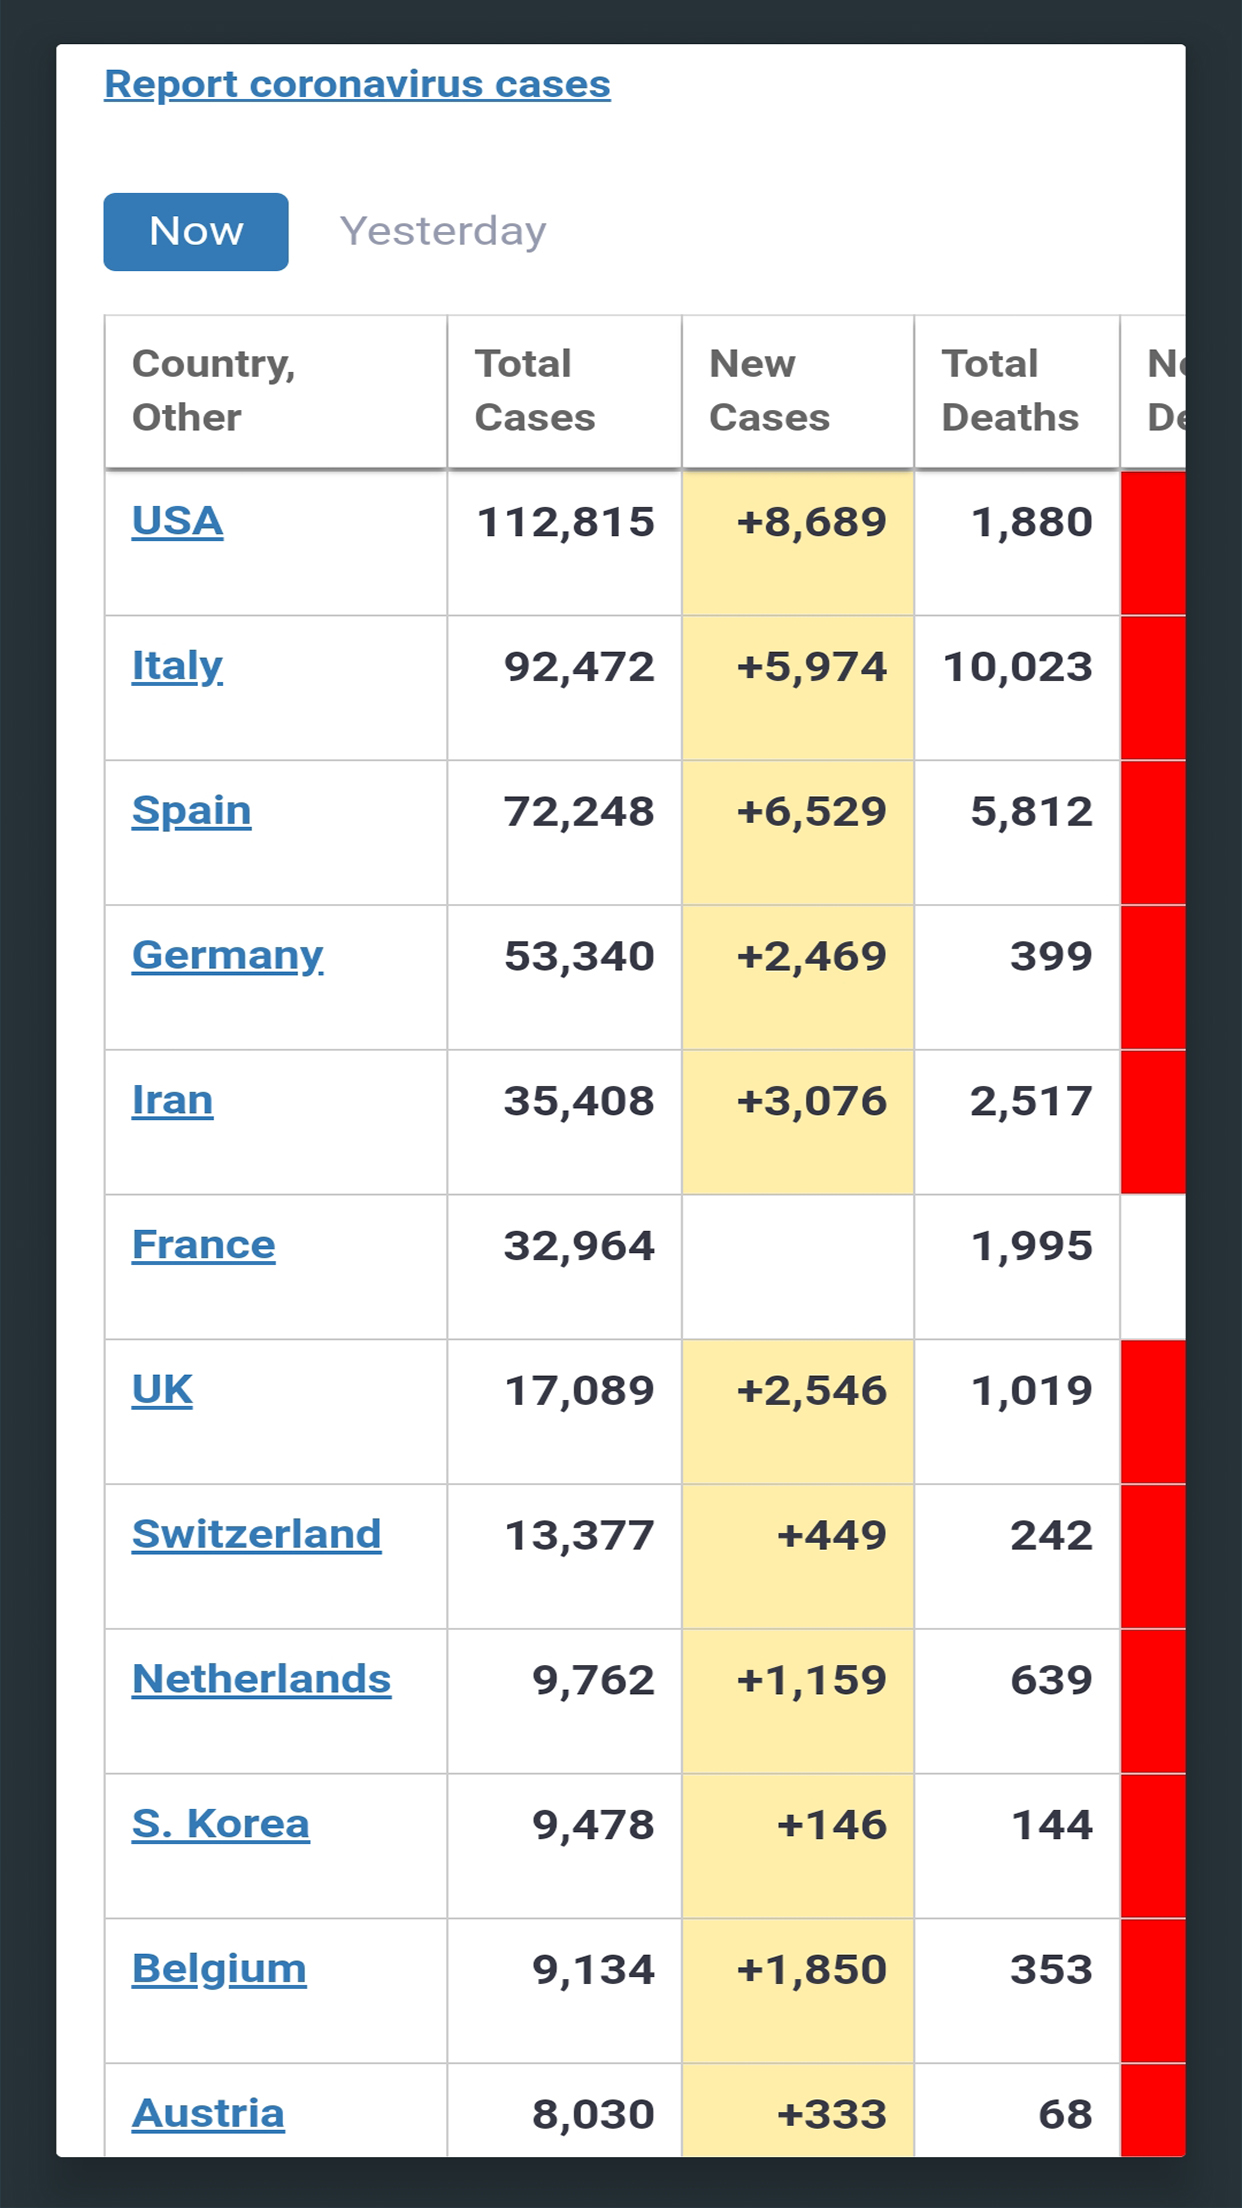 Report coronavirus cases
Now Yesterday
Country, Total New Total
Other Cases Cases Deaths
USA 112,815 +8,689 1,880
Italy 92,472 +5,974 10,023
Spain 72,248 +6,529 5,812
Germany 53,340 +2,469 399
Iran 35,408 +3,076 2,517
France 32,964 1,995
UK 17,089 +2,546 1,019
Switzerland 13,377 +449 242
Netherlands 9,762 +1,159 639
S. Korea 9,478 +146 144
Belgium 9,134 +1,850 353
Austria 8,030 +333 68